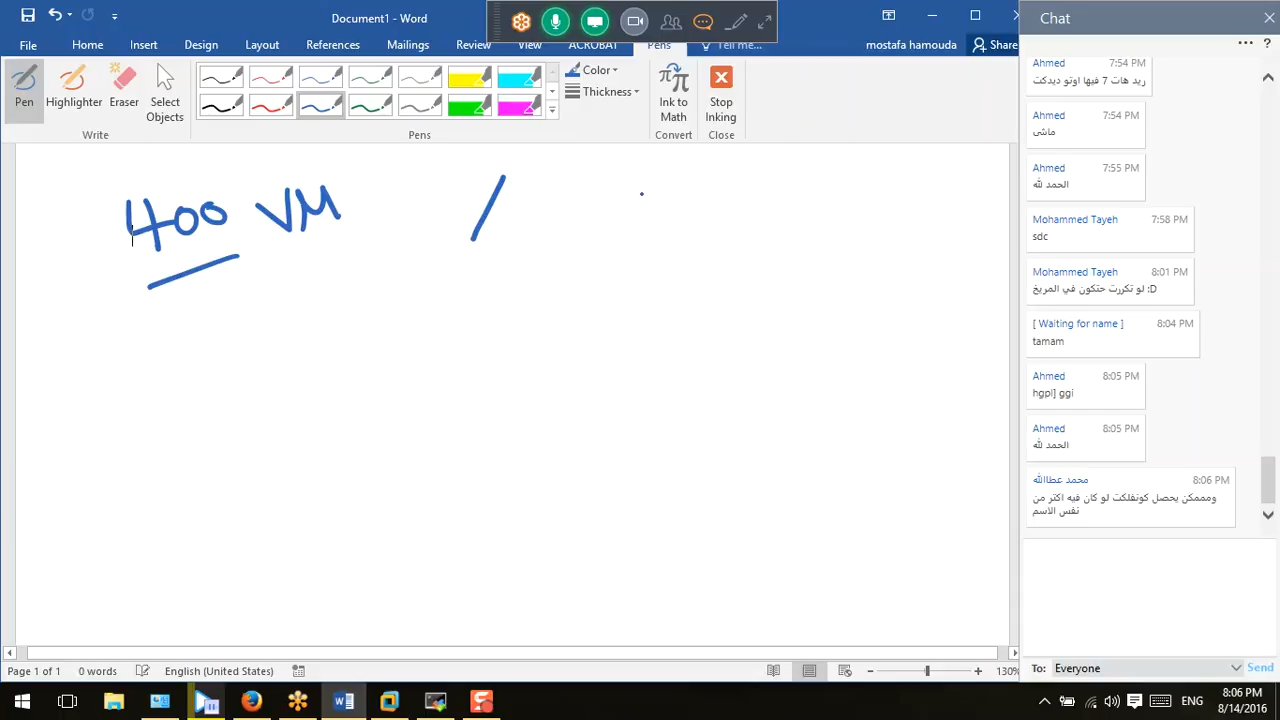 Document1 - Word
File
Home
Insert
Design
Layout
References
Mailings
Review
View
ACROBAT
Pens
Tell me...
mostafa hamouda
Share
Pen
Highlighter
Eraser
Select Objects
Write
Pens
Color
Thickness
Ink to Math
Convert
Stop Inking
Close
400 VM /
Page 1 of 1
0 words
English (United States)
130%
Chat
Ahmed 7:54 PM
ريد هات 7 فيها اوتو ديدكت
Ahmed 7:54 PM
ماشى
Ahmed 7:55 PM
الحمد لله
Mohammed Tayeh 7:58 PM
sdc
Mohammed Tayeh 8:01 PM
لو تكررت حتكون في المريخ :D
[ Waiting for name ] 8:04 PM
tamam
Ahmed 8:05 PM
hgpl] ggi
Ahmed 8:05 PM
الحمد لله
محمد عطاالله 8:06 PM
ومممكن يحصل كونفلكت لو كان فيه اكتر من
نفس الاسم
To: Everyone
Send
ENG
8:06 PM
8/14/2016